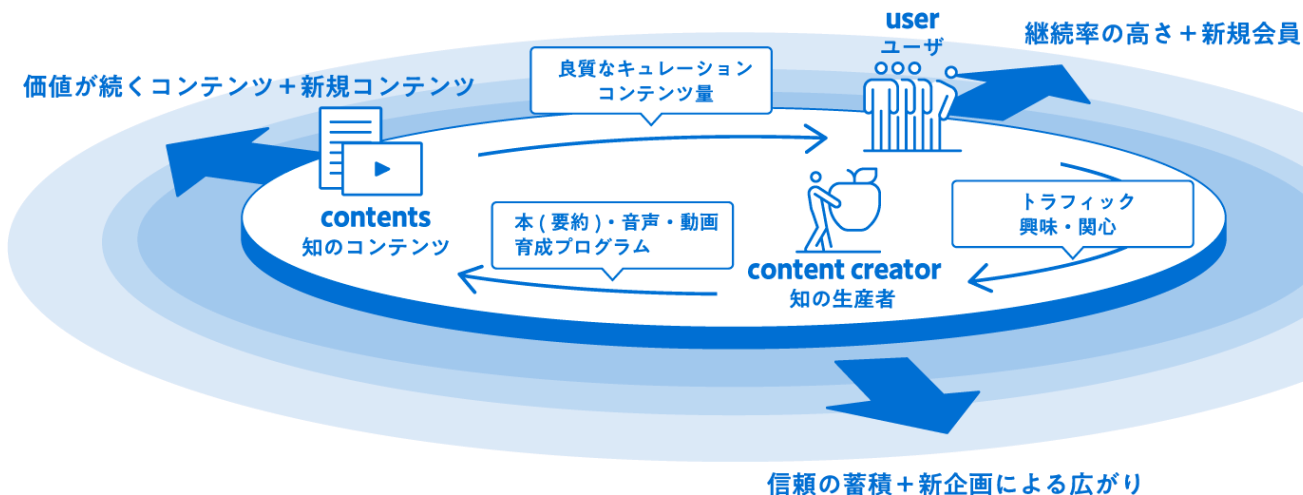 user
ユーザ
継続率の高さ＋新規会員
価値が続くコンテンツ＋新規コンテンツ
良質なキュレーション
コンテンツ量
contents
知のコンテンツ
本(要約)・音声・動画
育成プログラム
トラフィック
興味・関心
content creator
知の生産者
信頼の蓄積＋新企画による広がり